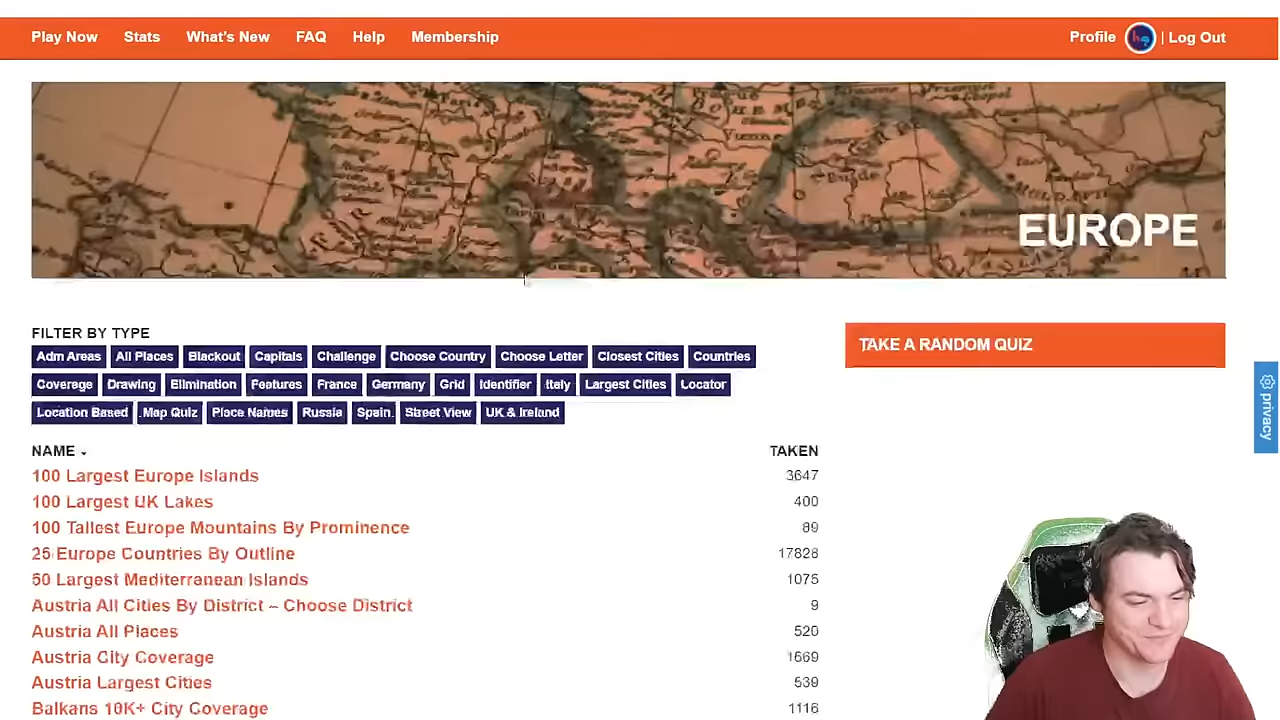 Play Now Stats What's New FAQ Help Membership Profile | Log Out
EUROPE
FILTER BY TYPE
TAKE A RANDOM QUIZ
Adm Areas All Places Blackout Capitals Challenge Choose Country Choose Letter Closest Cities Countries
Coverage Drawing Elimination Features France Germany Grid Identifier Italy Largest Cities Locator
Location Based Map Quiz Place Names Russia Spain Street View UK & Ireland
privacy
NAME TAKEN
100 Largest Europe Islands 3647
100 Largest UK Lakes 400
100 Tallest Europe Mountains By Prominence 89
25 Europe Countries By Outline 17828
50 Largest Mediterranean Islands 1075
Austria All Cities By District – Choose District 9
Austria All Places 520
Austria City Coverage 1669
Austria Largest Cities 539
Balkans 10K+ City Coverage 1116